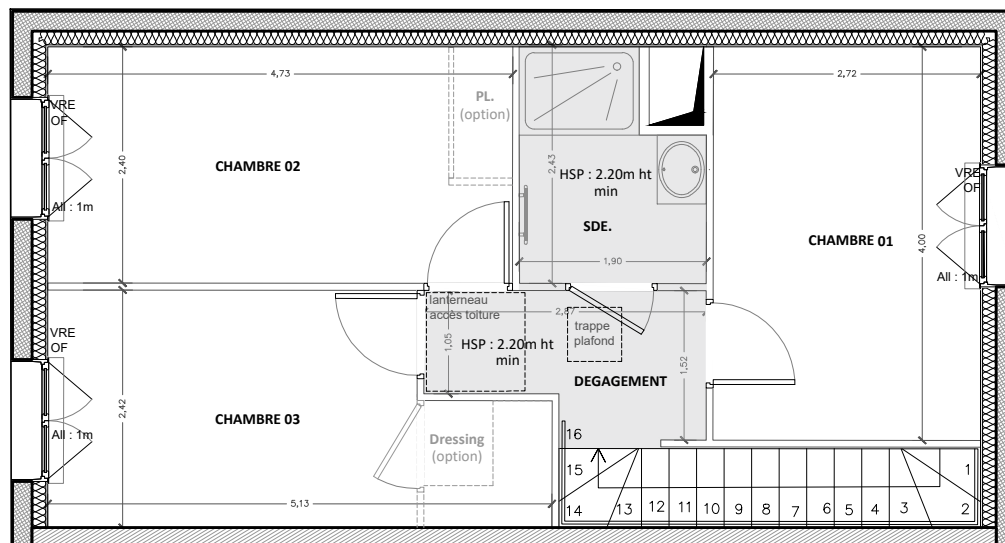 4,73
2,72
VRE
OF
PL.
(option)
2,40
CHAMBRE 02
2,43
HSP : 2.20m ht
min
SDE.
VRE
OF
All : 1m
1,90
CHAMBRE 01
4,00
All : 1m
lanterneau
accès toiture
2,87
trappe
plafond
VRE
OF
1,05
HSP : 2.20m ht
min
1,52
DEGAGEMENT
2,42
CHAMBRE 03
All : 1m
Dressing
(option)
16
15
1
5,13
14
13
12
11
10
9
8
7
6
5
4
3
2